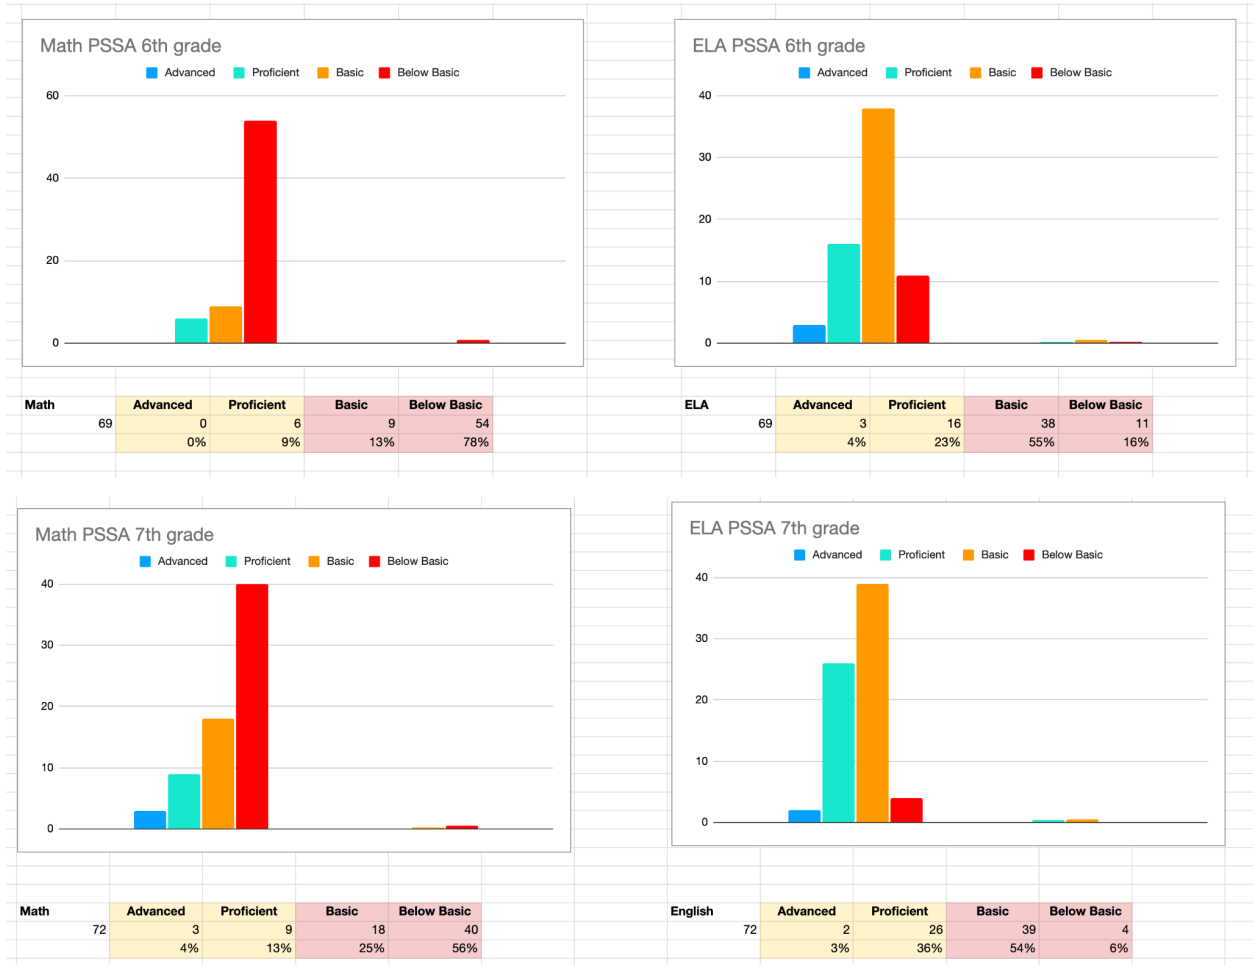 Math PSSA 6th grade
Advanced Proficient Basic Below Basic
60
40
20
0
Math Advanced Proficient Basic Below Basic
69 0 6 9 54
0% 9% 13% 78%
ELA PSSA 6th grade
Advanced Proficient Basic Below Basic
40
30
20
10
0
ELA Advanced Proficient Basic Below Basic
69 3 16 38 11
4% 23% 55% 16%
Math PSSA 7th grade
Advanced Proficient Basic Below Basic
40
30
20
10
0
Math Advanced Proficient Basic Below Basic
72 3 9 18 40
4% 13% 25% 56%
ELA PSSA 7th grade
Advanced Proficient Basic Below Basic
40
30
20
10
0
English Advanced Proficient Basic Below Basic
72 2 26 39 4
3% 36% 54% 6%